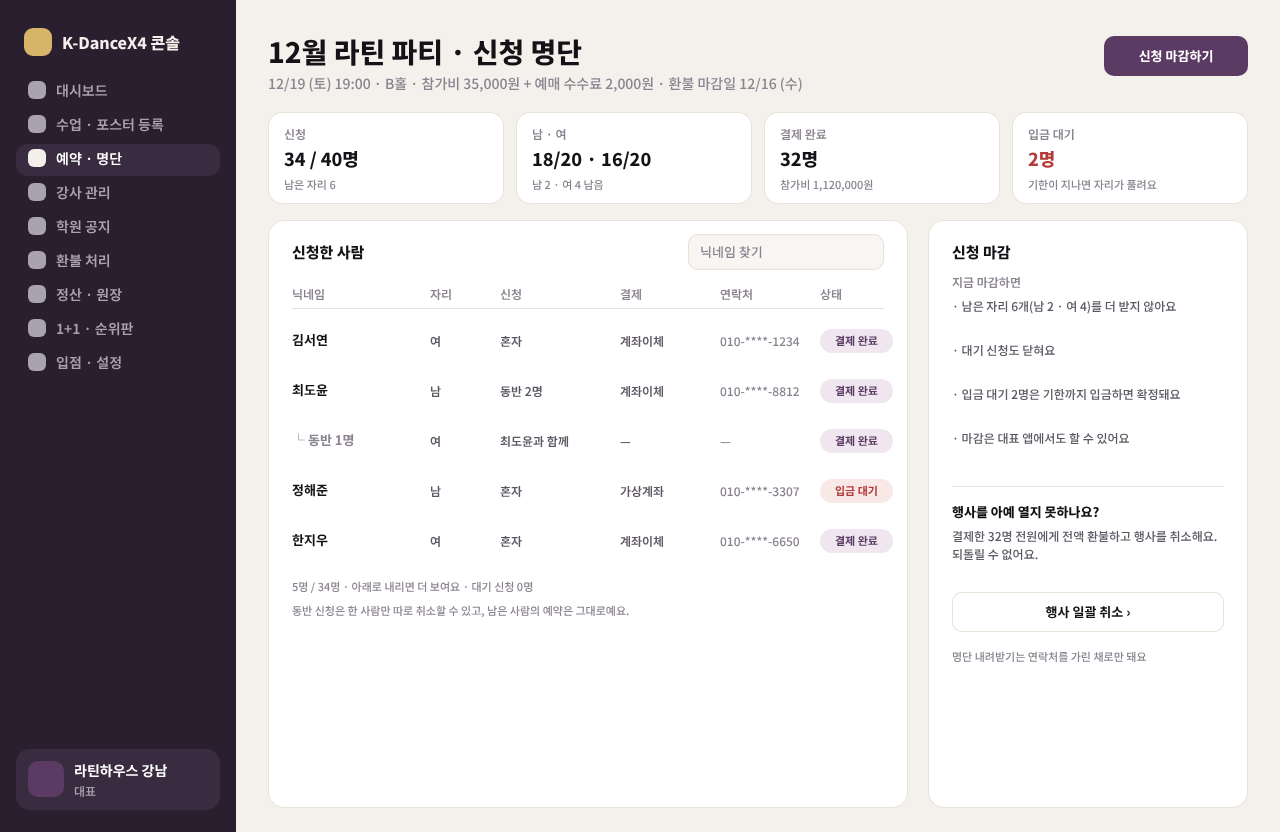 K-DanceX4 콘솔
대시보드
수업 · 포스터 등록
예약 · 명단
강사 관리
학원 공지
환불 처리
정산 · 원장
1+1 · 순위판
입점 · 설정
라틴하우스 강남
대표
12월 라틴 파티 · 신청 명단
12/19 (토) 19:00 · B홀 · 참가비 35,000원 + 예매 수수료 2,000원 · 환불 마감일 12/16 (수)
신청 마감하기
신청
34 / 40명
남은 자리 6
남 · 여
18/20 · 16/20
남 2 · 여 4 남음
결제 완료
32명
참가비 1,120,000원
입금 대기
2명
기한이 지나면 자리가 풀려요
신청한 사람
닉네임 찾기
닉네임 자리 신청 결제 연락처 상태
김서연 여 혼자 계좌이체 010-****-1234 결제 완료
최도윤 남 동반 2명 계좌이체 010-****-8812 결제 완료
└ 동반 1명 여 최도윤과 함께 — — 결제 완료
정해준 남 혼자 가상계좌 010-****-3307 입금 대기
한지우 여 혼자 계좌이체 010-****-6650 결제 완료
5명 / 34명 · 아래로 내리면 더 보여요 · 대기 신청 0명
동반 신청은 한 사람만 따로 취소할 수 있고, 남은 사람의 예약은 그대로예요.
신청 마감
지금 마감하면
· 남은 자리 6개(남 2 · 여 4)를 더 받지 않아요
· 대기 신청도 닫혀요
· 입금 대기 2명은 기한까지 입금하면 확정돼요
· 마감은 대표 앱에서도 할 수 있어요
행사를 아예 열지 못하나요?
결제한 32명 전원에게 전액 환불하고 행사를 취소해요.
되돌릴 수 없어요.
행사 일괄 취소 ›
명단 내려받기는 연락처를 가린 채로만 돼요